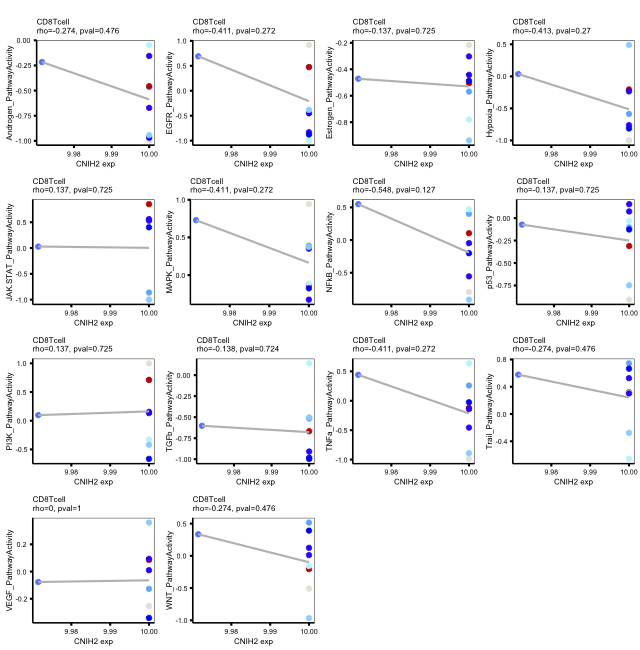 CD8Tcell
rho=-0.274, pval=0.476
Androgen_PathwayActivity
0.00
-0.25
-0.50
-0.75
-1.00
9.98
9.99
10.00
CNIH2 exp
CD8Tcell
rho=-0.411, pval=0.272
EGFR_PathwayActivity
1.0
0.5
0.0
-0.5
-1.0
9.98
9.99
10.00
CNIH2 exp
CD8Tcell
rho=-0.137, pval=0.725
Estrogen_PathwayActivity
-0.2
-0.4
-0.6
-0.8
9.98
9.99
10.00
CNIH2 exp
CD8Tcell
rho=-0.413, pval=0.27
Hypoxia_PathwayActivity
0.5
0.0
-0.5
-1.0
9.98
9.99
10.00
CNIH2 exp
CD8Tcell
rho=0.137, pval=0.725
JAK.STAT_PathwayActivity
0.5
0.0
-0.5
-1.0
9.98
9.99
10.00
CNIH2 exp
CD8Tcell
rho=-0.411, pval=0.272
MAPK_PathwayActivity
1.0
0.5
0.0
9.98
9.99
10.00
CNIH2 exp
CD8Tcell
rho=-0.548, pval=0.127
NFkB_PathwayActivity
0.5
0.0
-0.5
9.98
9.99
10.00
CNIH2 exp
CD8Tcell
rho=-0.137, pval=0.725
p53_PathwayActivity
0.00
-0.25
-0.50
-0.75
9.98
9.99
10.00
CNIH2 exp
CD8Tcell
rho=0.137, pval=0.725
PI3K_PathwayActivity
1.0
0.5
0.0
-0.5
9.98
9.99
10.00
CNIH2 exp
CD8Tcell
rho=-0.138, pval=0.724
TGFb_PathwayActivity
0.00
-0.25
-0.50
-0.75
-1.00
9.98
9.99
10.00
CNIH2 exp
CD8Tcell
rho=-0.411, pval=0.272
TNFa_PathwayActivity
0.5
0.0
-0.5
-1.0
9.98
9.99
10.00
CNIH2 exp
CD8Tcell
rho=-0.274, pval=0.476
Trail_PathwayActivity
0.8
0.4
0.0
-0.4
9.98
9.99
10.00
CNIH2 exp
CD8Tcell
rho=0, pval=1
VEGF_PathwayActivity
0.2
0.0
-0.2
9.98
9.99
10.00
CNIH2 exp
CD8Tcell
rho=-0.274, pval=0.476
WNT_PathwayActivity
0.5
0.0
-0.5
-1.0
9.98
9.99
10.00
CNIH2 exp